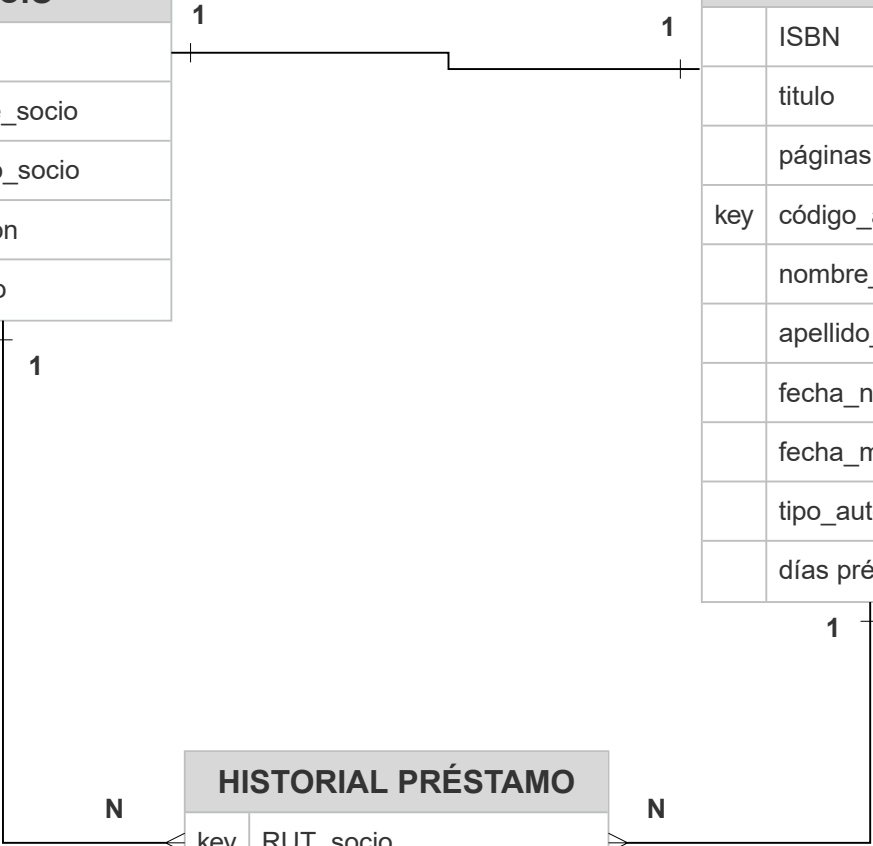 1
_socio
_socio
1
1
ISBN
titulo
páginas
key código_
nombre_
apellido_
fecha_n
fecha_m
tipo_aut
días pré
1
HISTORIAL PRÉSTAMO
N
N
key RUT_socio